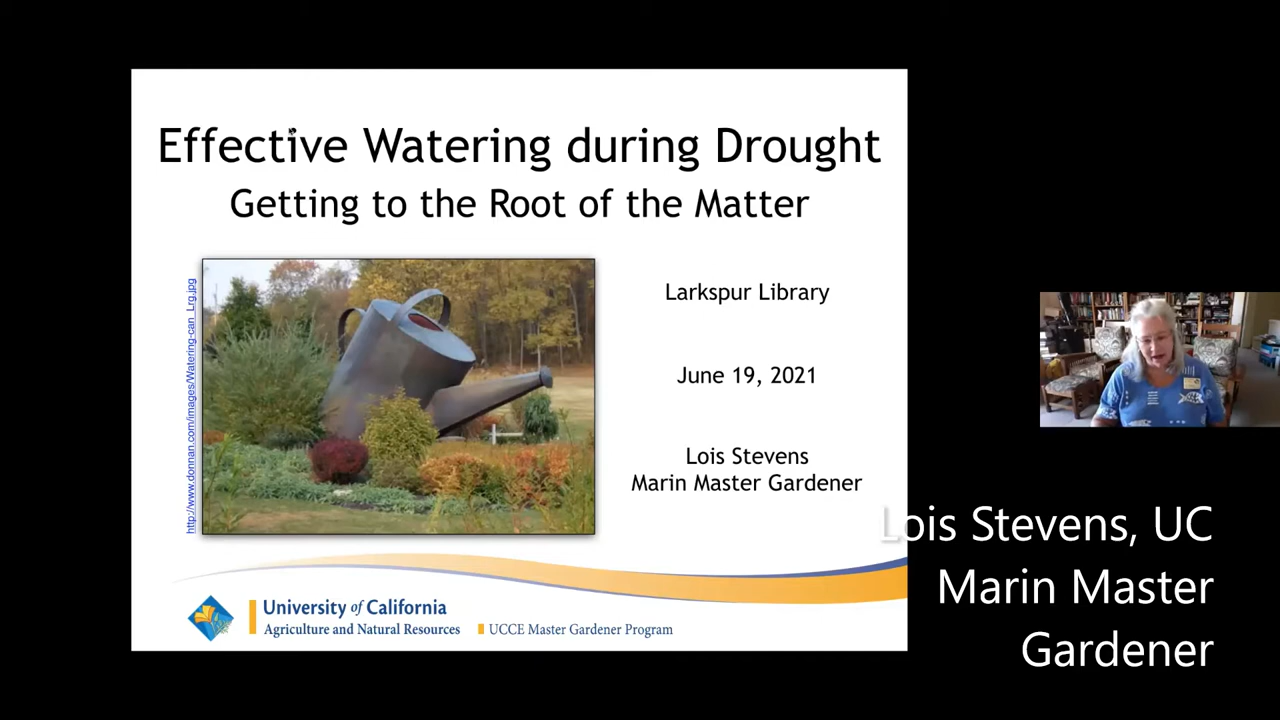 Effective Watering during Drought
Getting to the Root of the Matter
http://www.donnan.com/images/Watering-can_Lrg.jpg
Larkspur Library
June 19, 2021
Lois Stevens
Marin Master Gardener
University of California
Agriculture and Natural Resources
UCCE Master Gardener Program
Lois Stevens, UC
Marin Master
Gardener